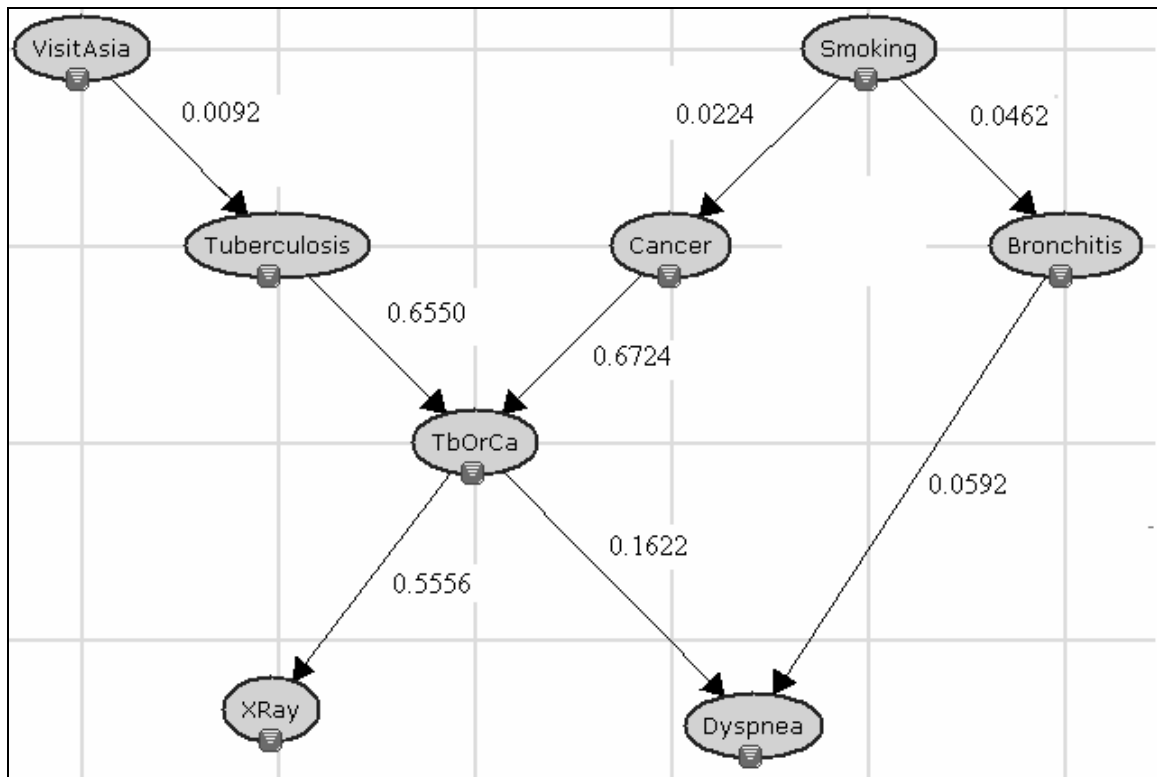 VisitAsia
Smoking
0.0092
0.0224
0.0462
Tuberculosis
Cancer
Bronchitis
0.6550
0.6724
TbOrCa
0.0592
0.1622
0.5556
XRay
Dyspnea